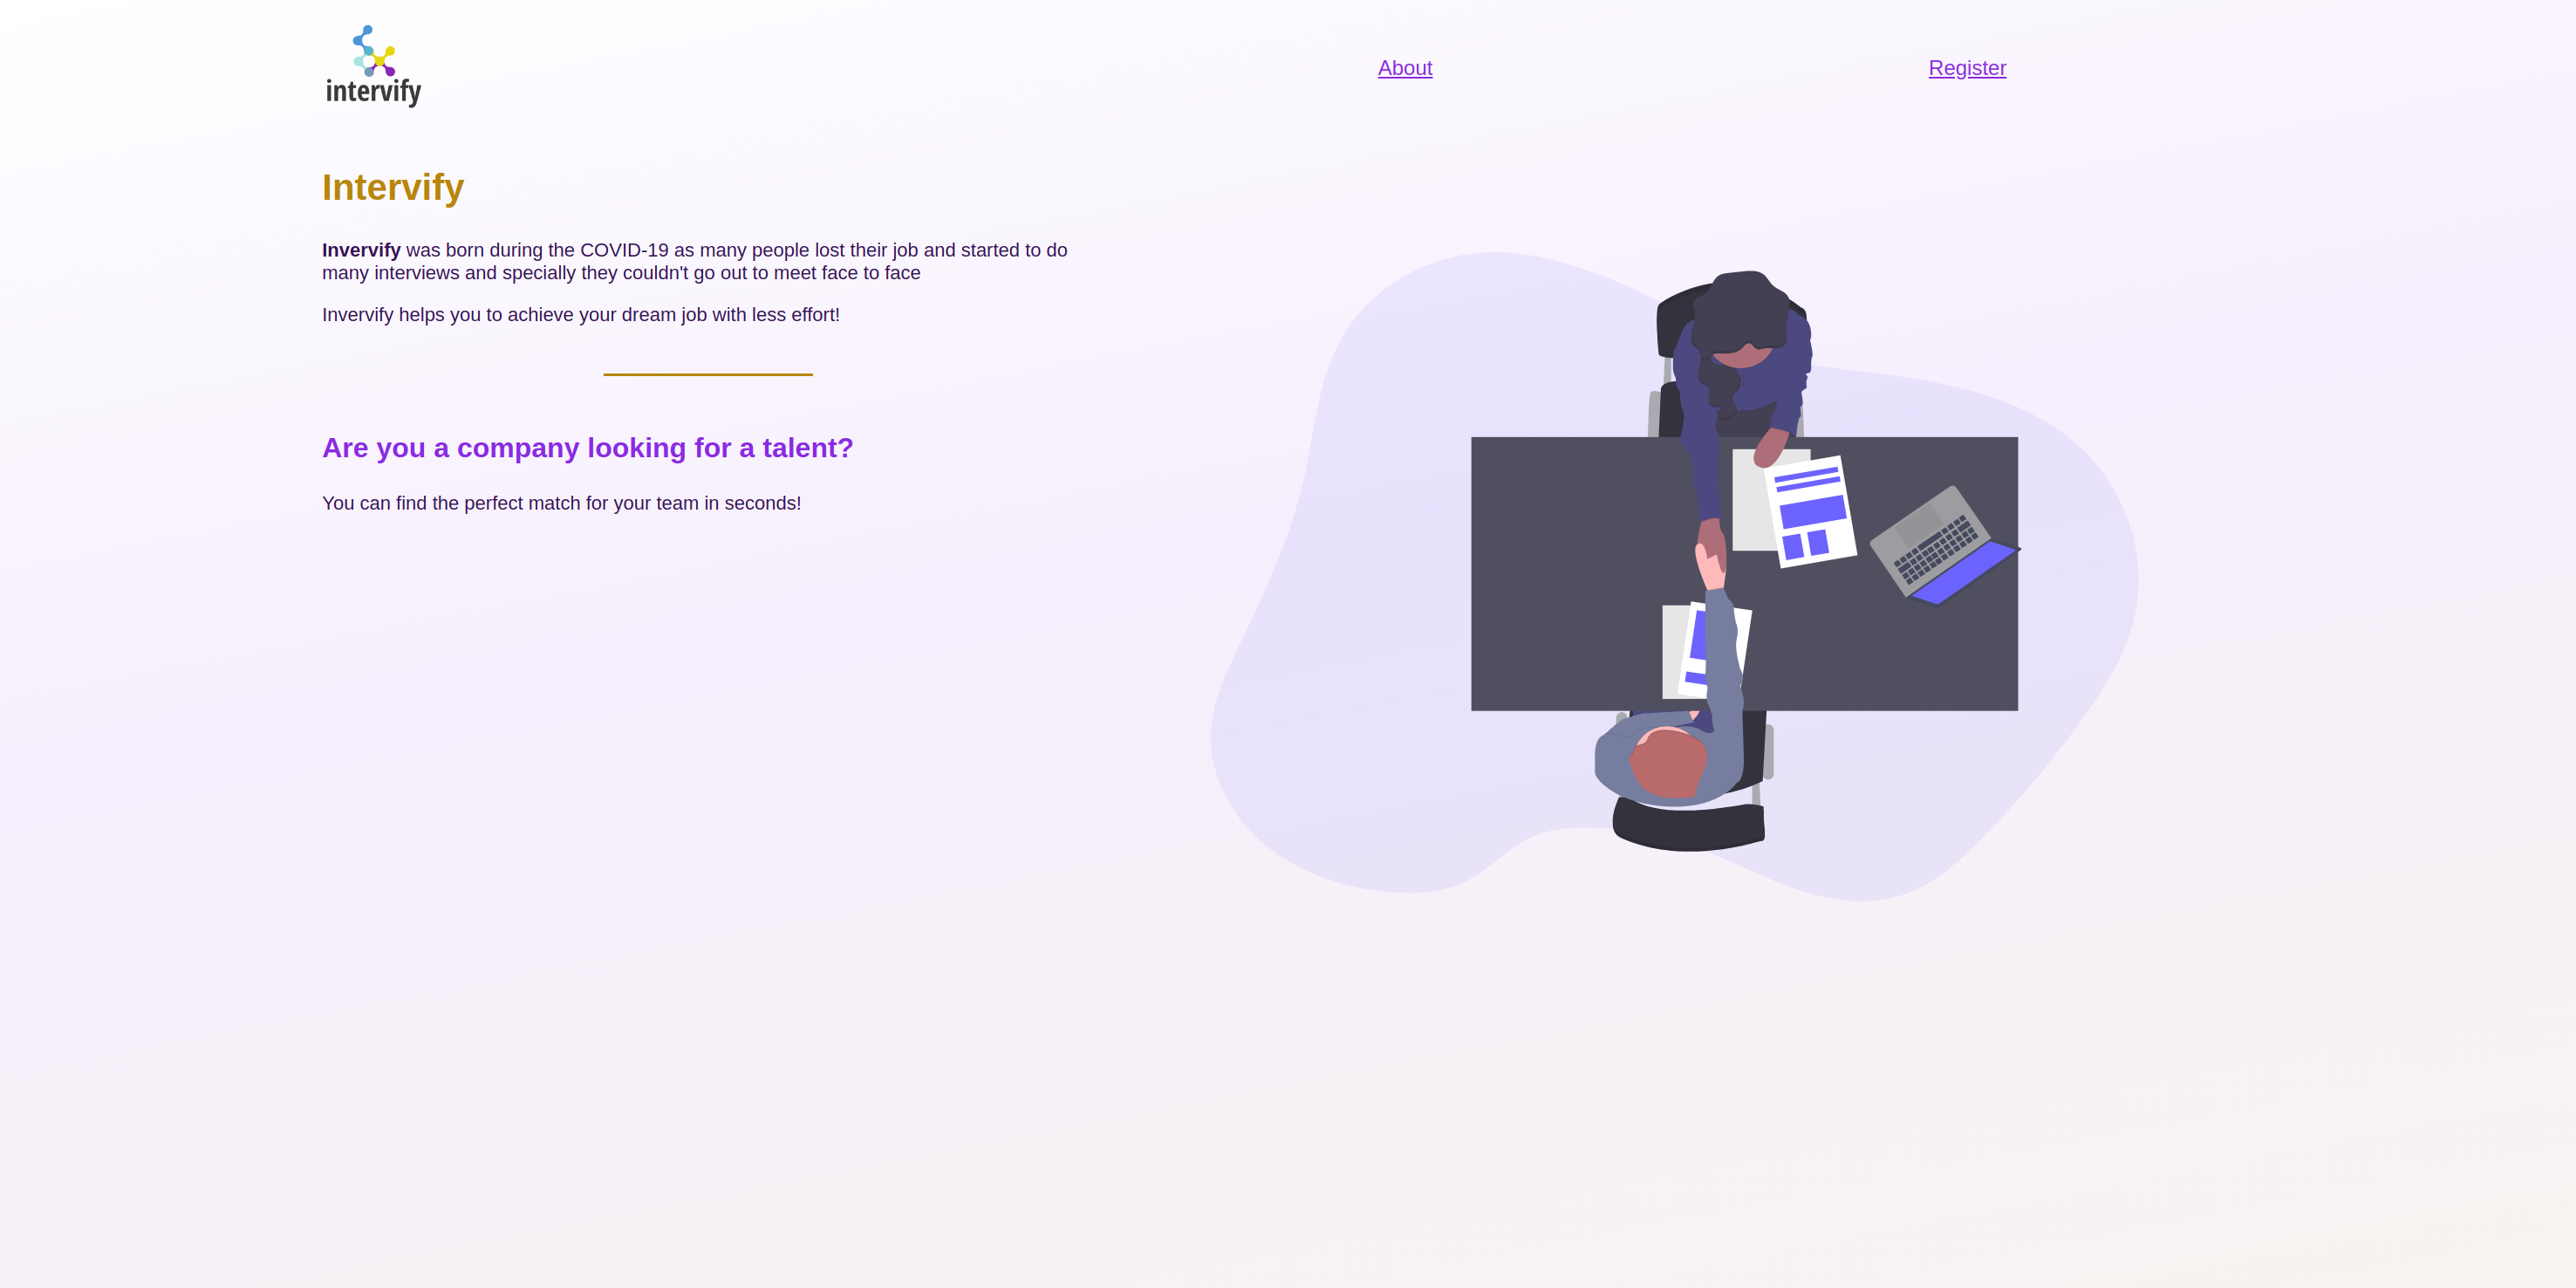 intervify
About
Register
Intervify
Invervify was born during the COVID-19 as many people lost their job and started to do
many interviews and specially they couldn't go out to meet face to face
Invervify helps you to achieve your dream job with less effort!
Are you a company looking for a talent?
You can find the perfect match for your team in seconds!